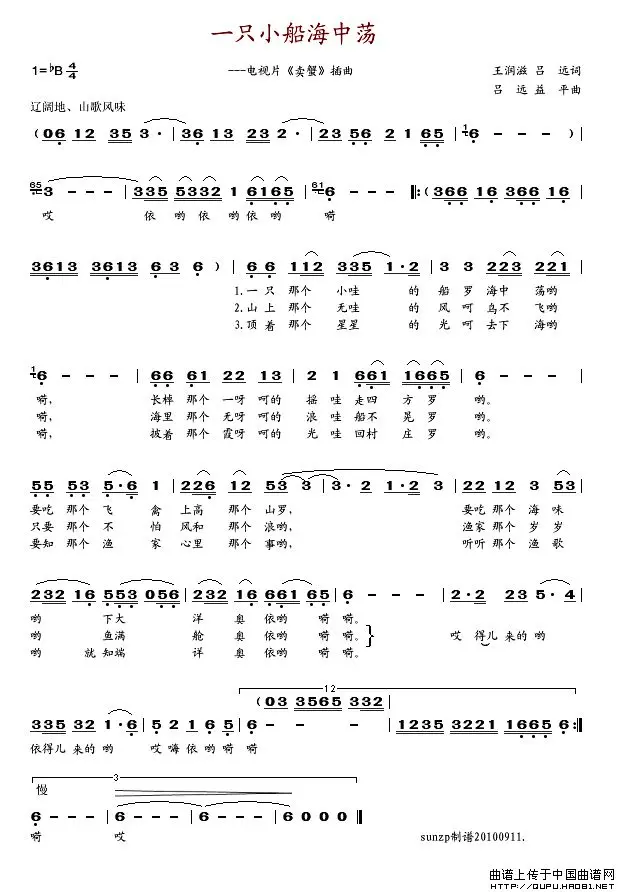 一只小船海中荡
1=♭B 4/4
---电视片《卖蟹》插曲
王润滋 吕 远词
吕 远 益 平曲
辽阔地、山歌风味
( 06 12 35 3· | 36 13 23 2· | 23 56 2 1 65 | 1 6 - - ) |
65 3 - - - | 335 5332 1 6165 | 61 6 - - - |: ( 366 16 366 16 |
3613 3613 6 3 6 ) | 6 6 112 335 1·2 | 3 3 223 221 |
哎 依 哟 依 哟 依 哟 嗬
1.一 只 那 个 小哇 的 船 罗 海中 荡哟
2.山 上 那 个 无哇 的 风 呵 鸟不 飞哟
3.顶 着 那 个 星星 的 光 呵 去下 海哟
1 6 - - - | 66 61 22 13 | 2 1 661 1665 | 6 - - - |
嗬, 长棹 那个 一呀 呵的 摇 哇 走四 方 罗 哟。
嗬, 海里 那个 无呀 呵的 浪 哇 船不 晃 罗 哟。
嗬, 披着 那个 霞呀 呵的 光 哇 回村 庄 罗 哟。
55 53 5·6 1 | 226 12 53 3 | 3·2 1·2 3 | 22 12 3 53 |
要吃 那个 飞 禽 上高 那个 山罗, 要吃 那个 海 味
只要 那个 不 怕 风和 那个 浪哟, 渔家 那个 岁 岁
要知 那个 渔 家 心里 那个 事哟, 听听 那个 渔 歌
232 16 553 056 | 232 16 661 65 | 6 - - - | 2·2 23 5·4 |
哟 下大 洋 奥 依哟 嗬嗬。
哟 鱼满 舱 奥 依哟 嗬嗬。 } 哎 得儿 来的 哟
哟 就 知端 详 奥 依哟 嗬嗬。
12
( 03 3565 332
335 32 1·6 | 5 2 1 6 5 | 6 - - - | 1235 3221 1665 6 :|
依得儿 来的 哟 哎 嗨 依 哟 嗬 嗬
3
慢
6 - - - | 6 - - - | 6 - - - | 6 0 0 0 ||
嗬 哎
sunzp制谱20100911.
曲谱上传于中国曲谱网
HTTP://QUPU.HAO81.NET